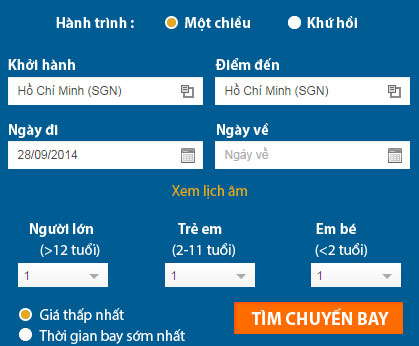 Hành trình : Một chiều Khứ hồi
Khởi hành Điểm đến
Hồ Chí Minh (SGN) Hồ Chí Minh (SGN)
Ngày đi Ngày về
28/09/2014 Ngày về
Xem lịch âm
Người lớn Trẻ em Em bé
(>12 tuổi) (2-11 tuổi) (<2 tuổi)
1 1 1
Giá thấp nhất TÌM CHUYẾN BAY
Thời gian bay sớm nhất